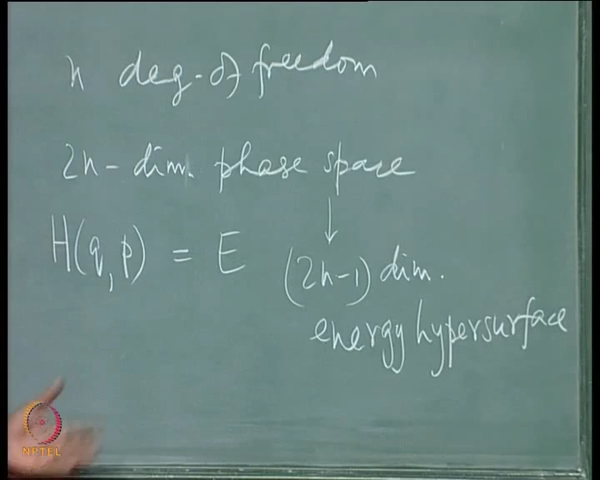 n deg. of freedom
2n-dim. phase space
↓
H(q,p) = E (2n-1) dim.
energy hypersurface
NPTEL